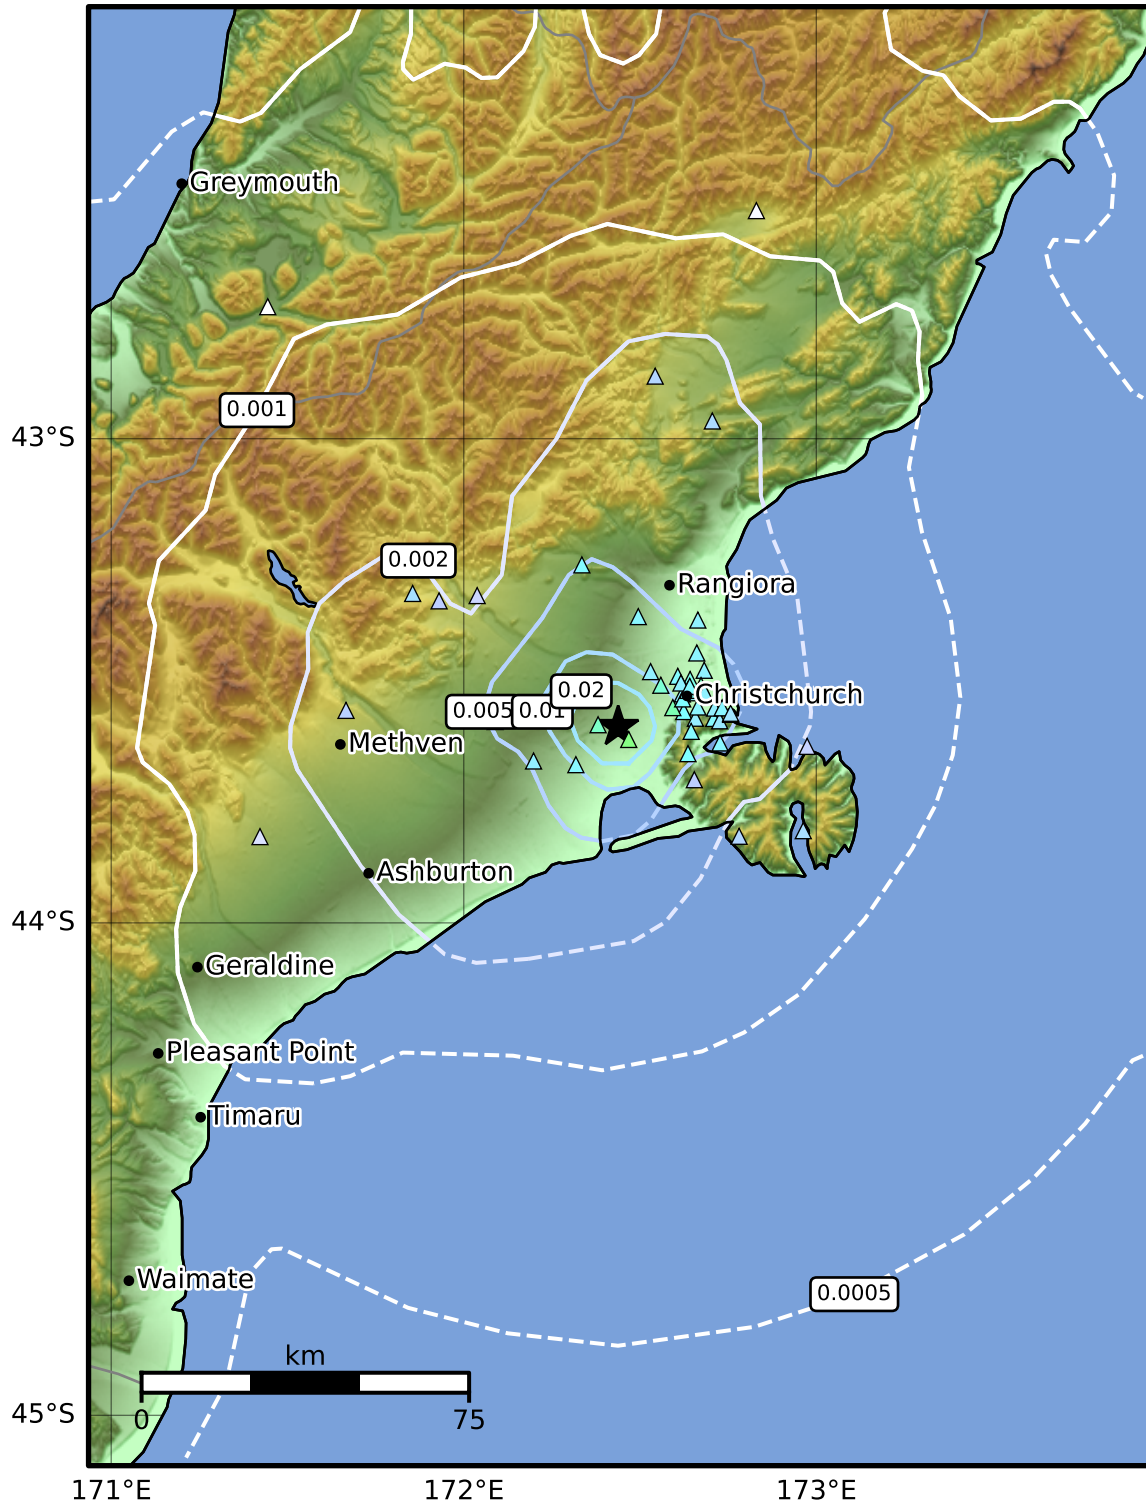 Greymouth
0.001
43°S
0.002
Rangiora
0.02
Christchurch
0.005
0.01
Methven
Ashburton
44°S
Geraldine
Pleasant Point
Timaru
Waimate
0.0005
km
0
75
45°S
171°E
172°E
173°E